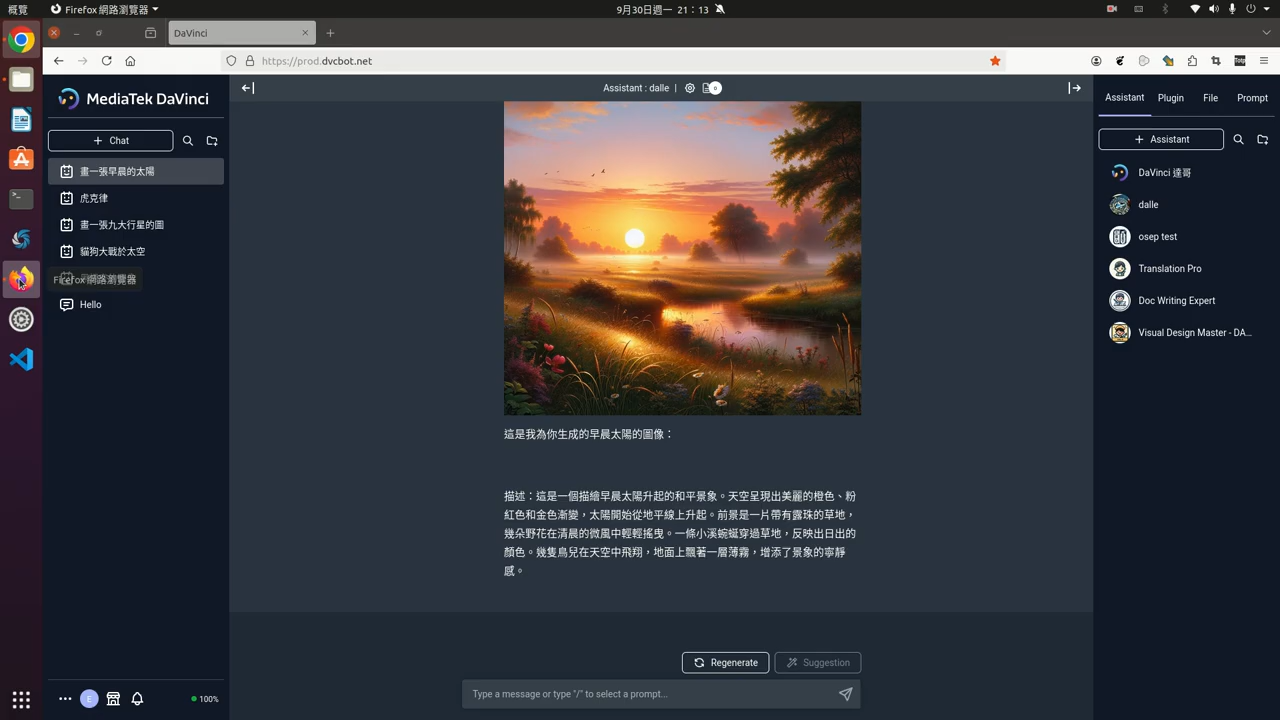 概覽
Firefox 網路瀏覽器
9月30日週一 21：13
DaVinci
https://prod.dvcbot.net
MediaTek DaVinci
Chat
畫一張早晨的太陽
虎克律
畫一張九大行星的圖
貓狗大戰於太空
Firefox 網路瀏覽器
Hello
E
100%
Assistant : dalle |
0
這是我為你生成的早晨太陽的圖像：
描述：這是一個描繪早晨太陽升起的和平景象。天空呈現出美麗的橙色、粉
紅色和金色漸變，太陽開始從地平線上升起。前景是一片帶有露珠的草地，
幾朵野花在清晨的微風中輕輕搖曳。一條小溪蜿蜒穿過草地，反映出日出的
顏色。幾隻鳥兒在天空中飛翔，地面上飄著一層薄霧，增添了景象的寧靜
感。
Regenerate
Suggestion
Type a message or type "/" to select a prompt...
Assistant
Plugin
File
Prompt
Assistant
DaVinci 達哥
dalle
osep test
Translation Pro
Doc Writing Expert
Visual Design Master - DA...